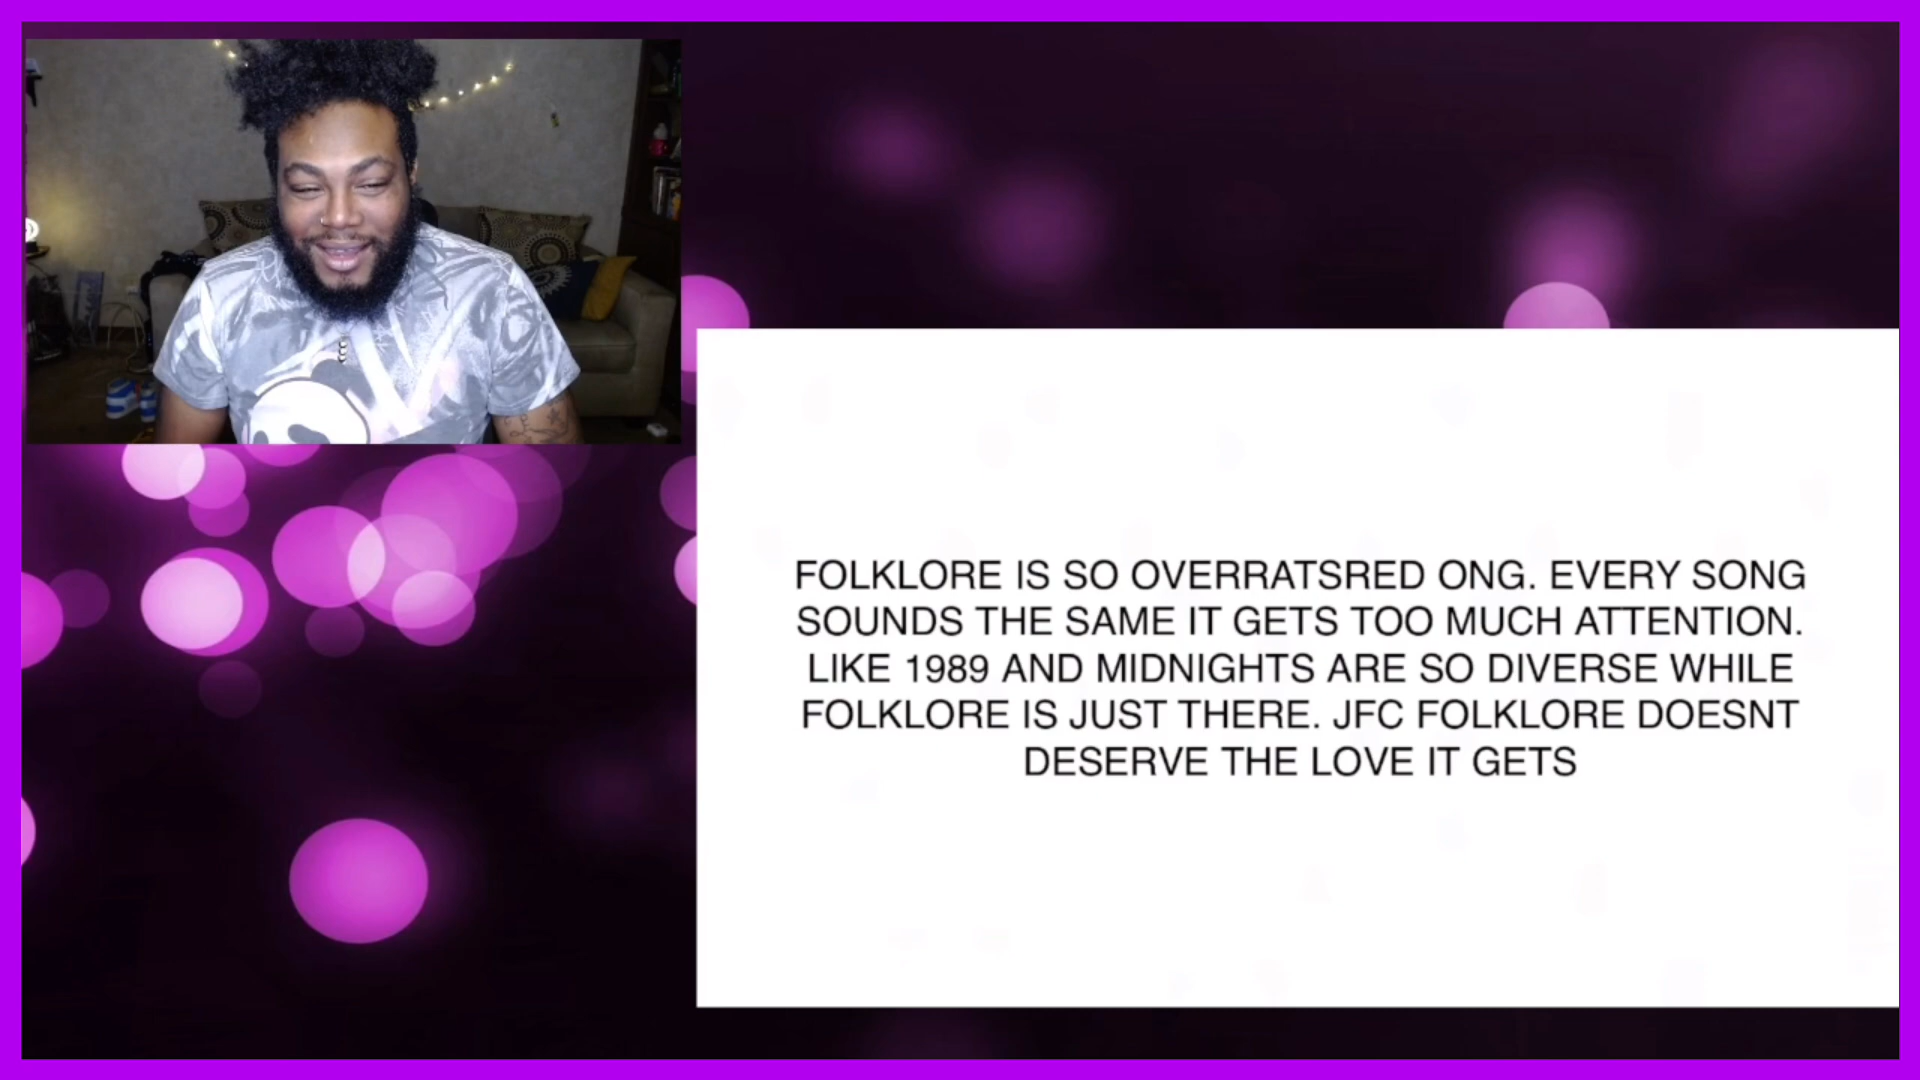 FOLKLORE IS SO OVERRATSRED ONG. EVERY SONG
SOUNDS THE SAME IT GETS TOO MUCH ATTENTION.
LIKE 1989 AND MIDNIGHTS ARE SO DIVERSE WHILE
FOLKLORE IS JUST THERE. JFC FOLKLORE DOESNT
DESERVE THE LOVE IT GETS